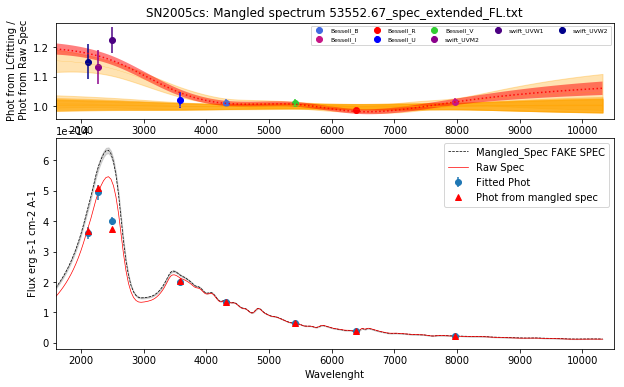 SN2005cs: Mangled spectrum 53552.67_spec_extended_FL.txt
Phot from LCfitting /
Phot from Raw Spec
1.2
1.1
1.0
Bessell_B
Bessell_R
Bessell_V
swift_UVW1
swift_UVW2
Bessell_I
Bessell_U
swift_UVM2
2000 3000 4000 5000 6000 7000 8000 9000 10000
1e−14
Flux erg s-1 cm-2 A-1
6
5
4
3
2
1
0
Mangled_Spec FAKE SPEC
Raw Spec
Fitted Phot
Phot from mangled spec
2000 3000 4000 5000 6000 7000 8000 9000 10000
Wavelenght